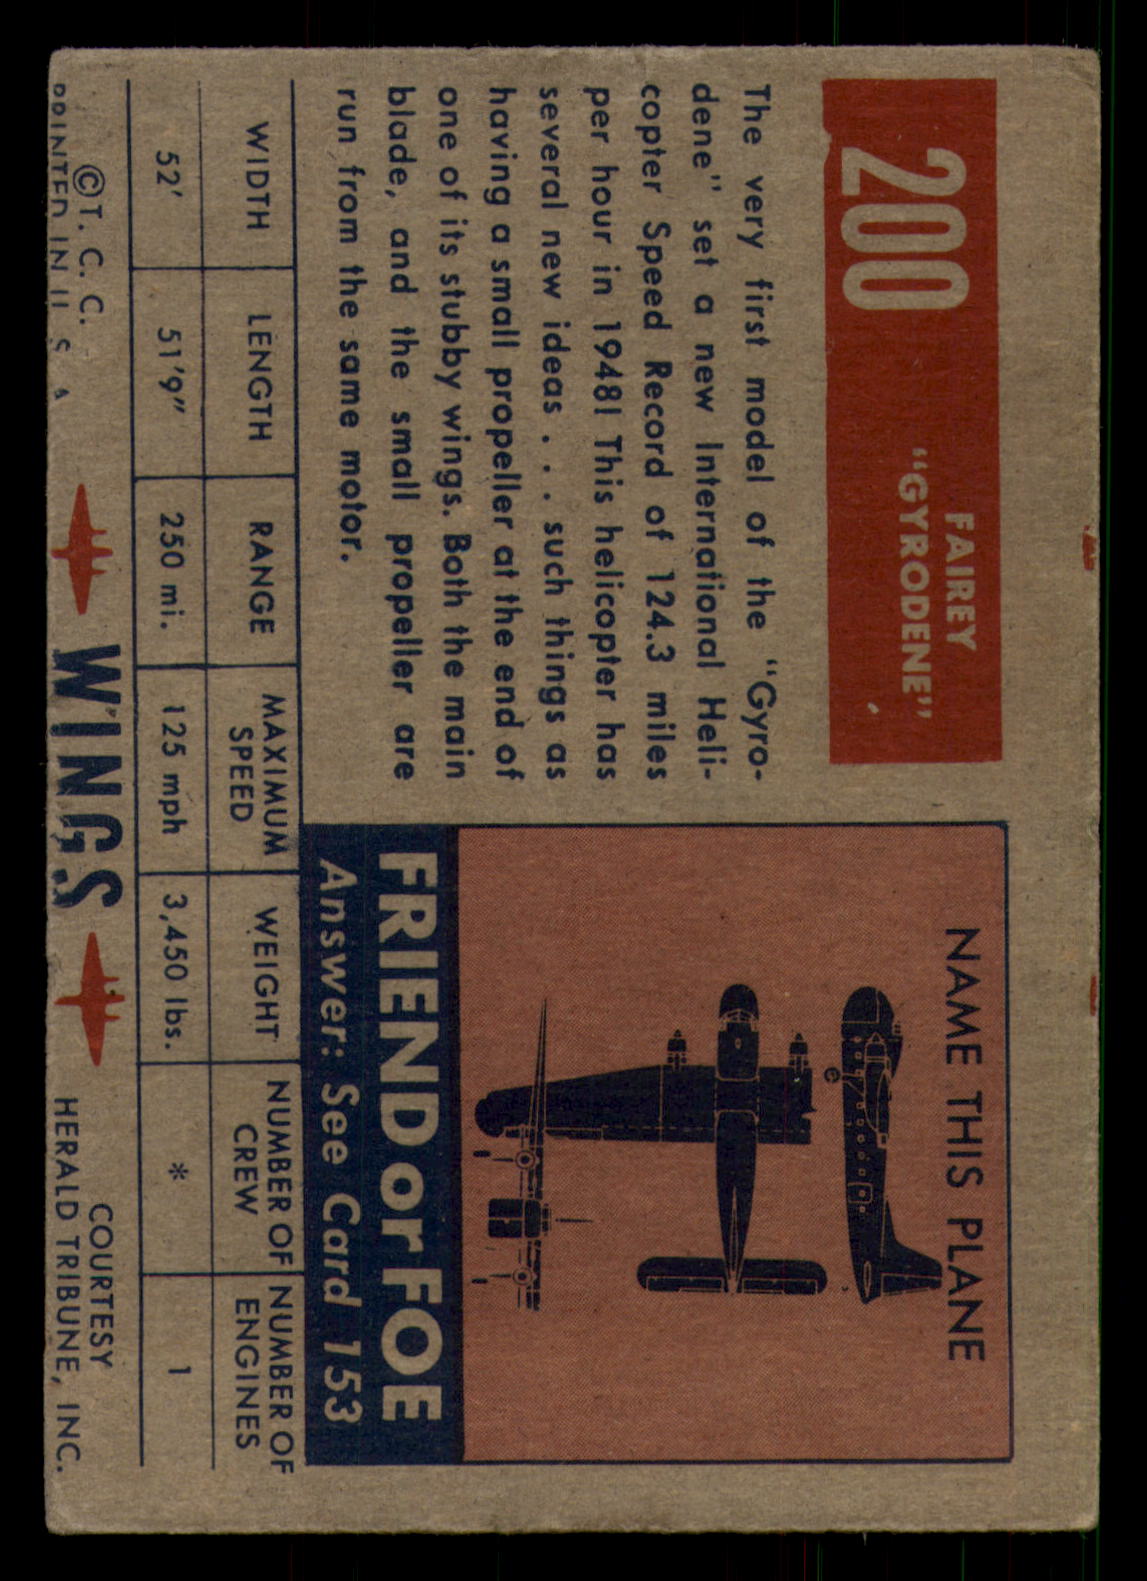 200
FAIREY
"GYRODENE"
The very first model of the "Gyro-
dene" set a new International Heli-
copter Speed Record of 124.3 miles
per hour in 1948! This helicopter has
several new ideas . . . such things as
having a small propeller at the end of
one of its stubby wings. Both the main
blade, and the small propeller are
run from the same motor.
NAME THIS PLANE
FRIEND or FOE
Answer: See Card 153
WIDTH LENGTH RANGE MAXIMUM SPEED WEIGHT NUMBER OF CREW NUMBER OF ENGINES
52' 51'9" 250 mi. 125 mph 3,450 lbs. * 1
©T. C. C.
PRINTED IN U. S. A.
WINGS
COURTESY
HERALD TRIBUNE, INC.